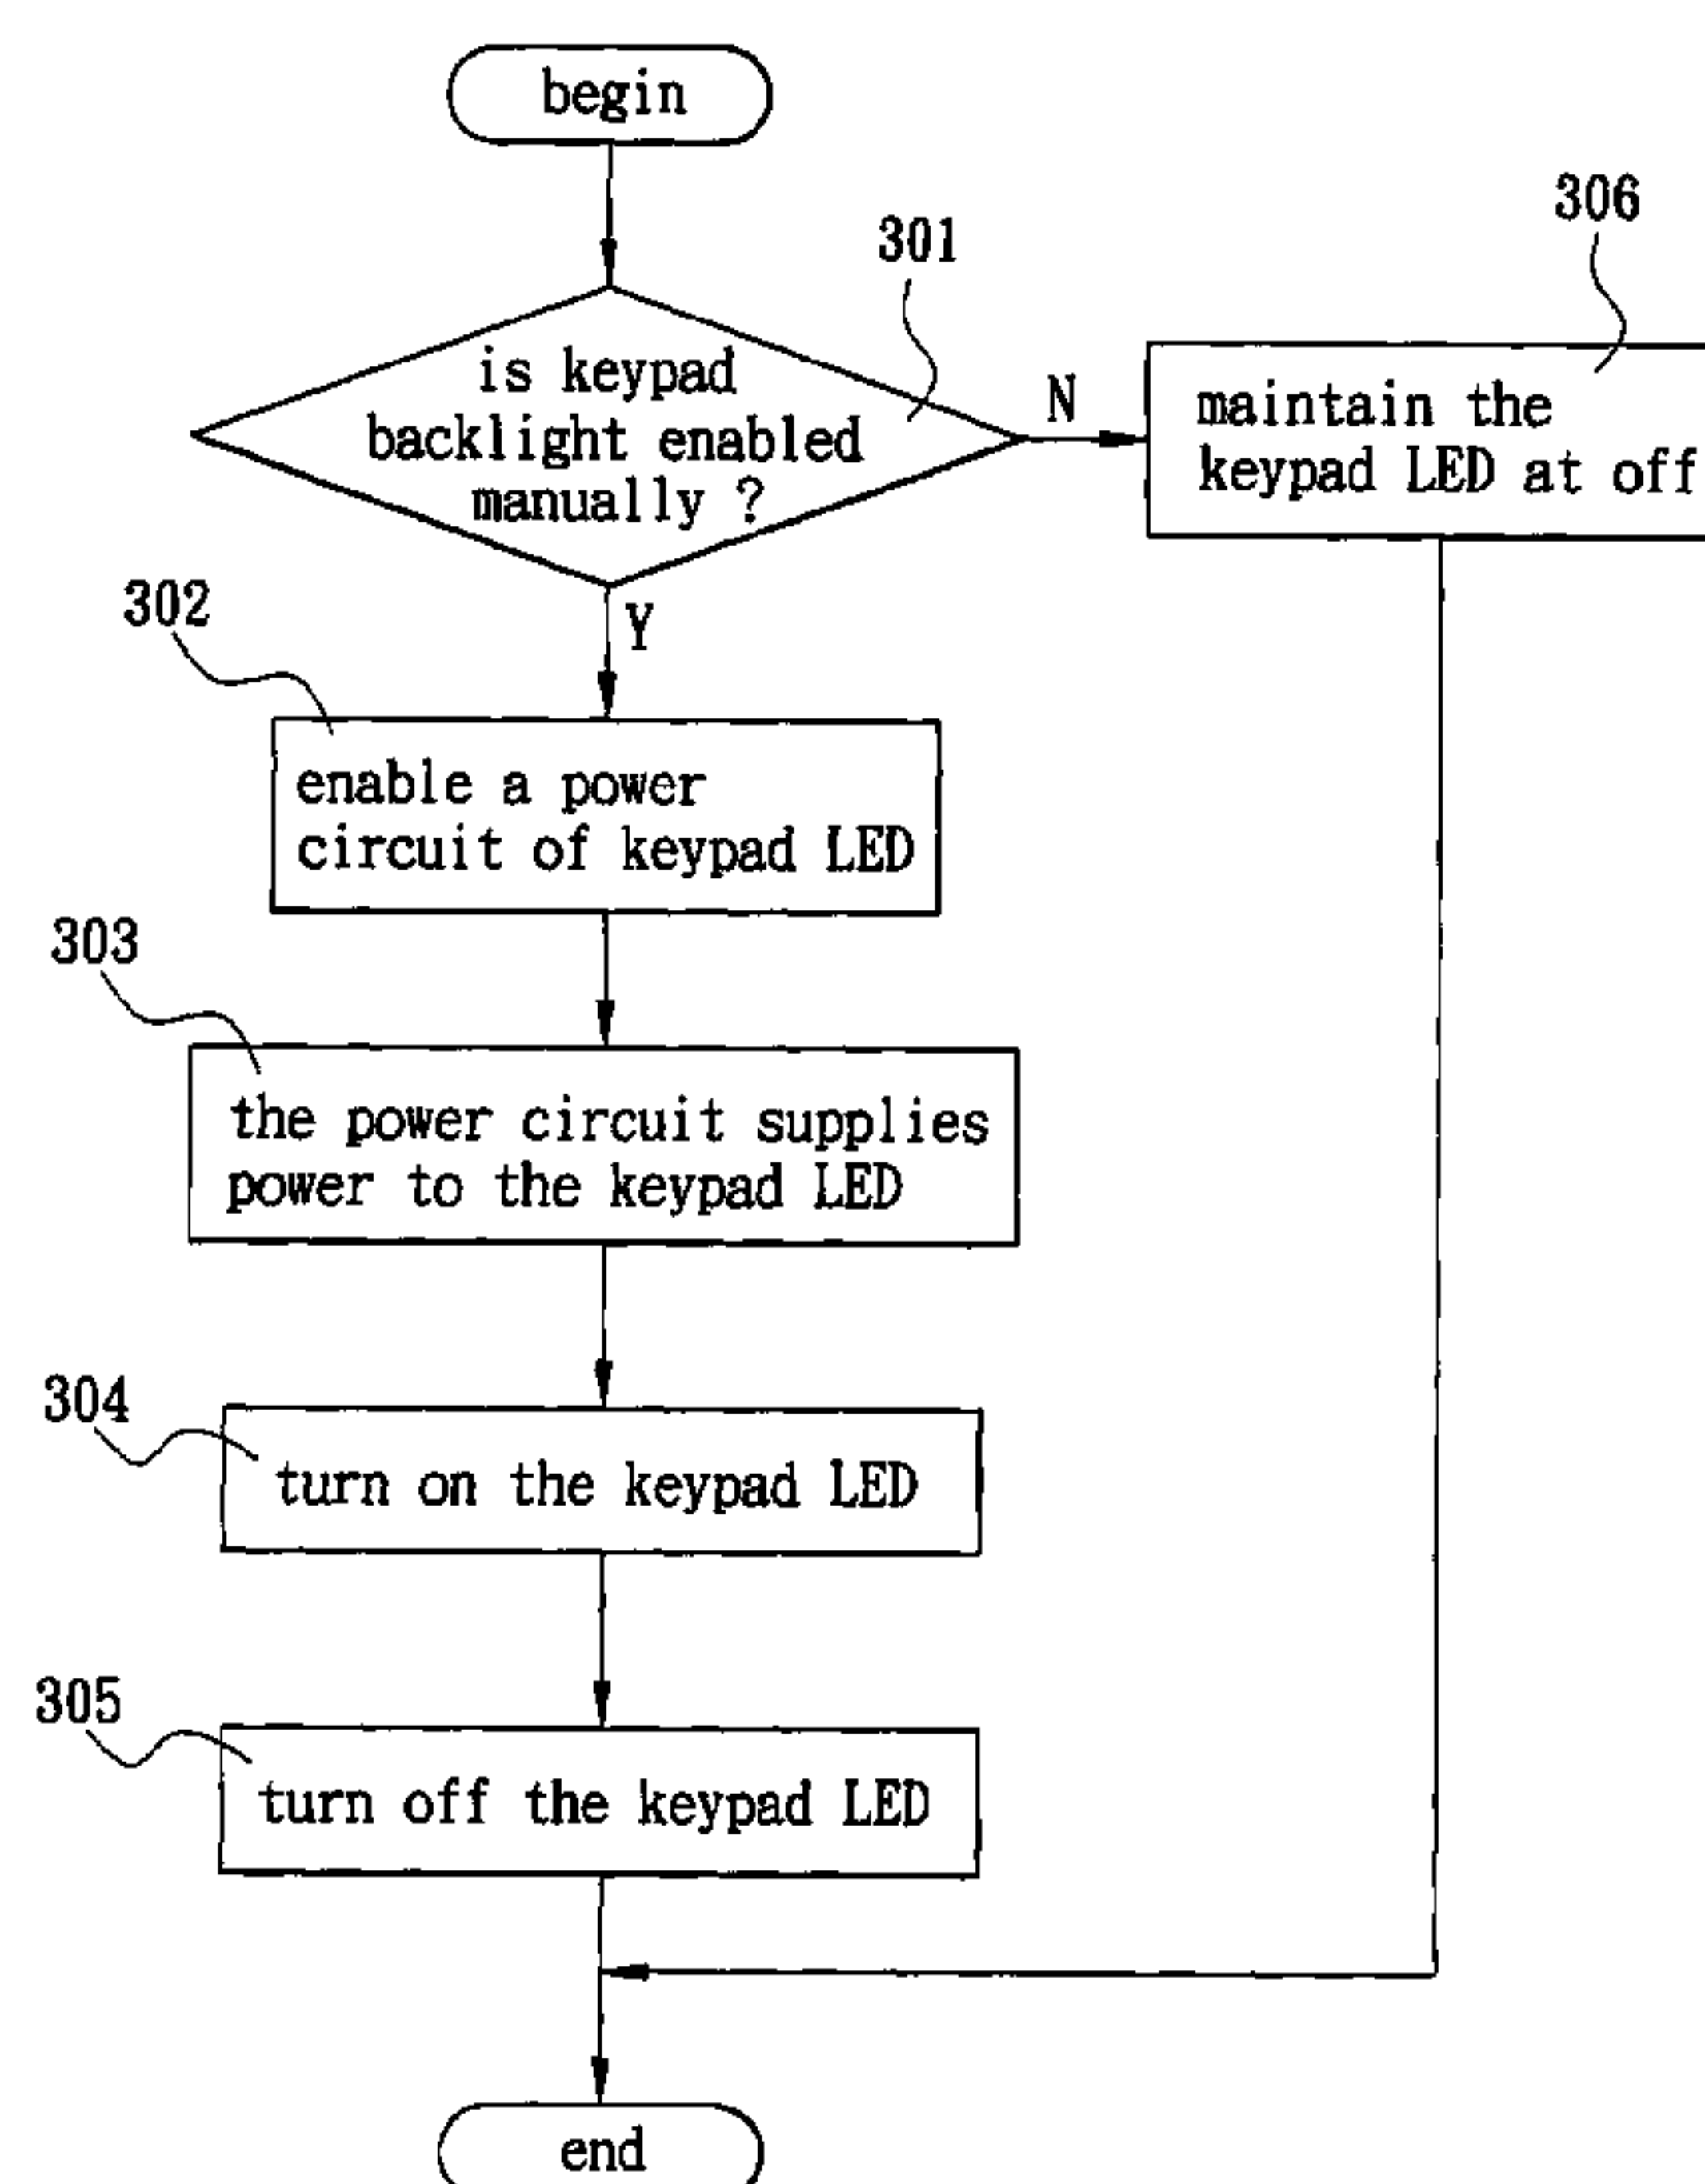 begin
301
306
is keypad
backlight enabled
manually ?
N
maintain the
keypad LED at off
Y
302
enable a power
circuit of keypad LED
303
the power circuit supplies
power to the keypad LED
304
turn on the keypad LED
305
turn off the keypad LED
end